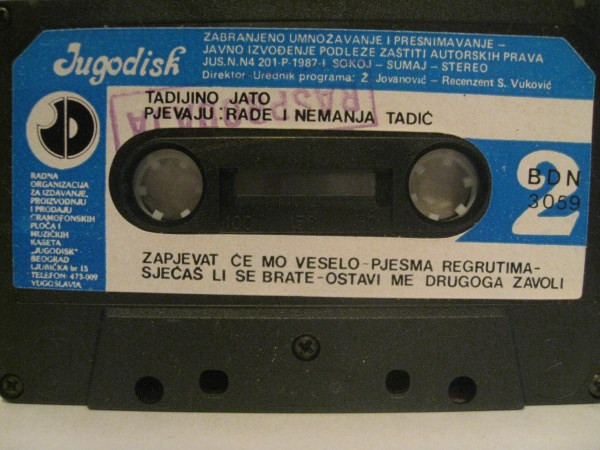 Jugodisk
ZABRANJENO UMNOŽAVANJE I PRESNIMAVANJE –
JAVNO IZVOĐENJE PODLEŽE ZAŠTITI AUTORSKIH PRAVA
JUS.N.N4 201-P-1987-I SOKOJ – SUMAJ – STEREO
Direktor - Urednik programa: Ž. Jovanović - Recenzent S. Vuković
RASPRODAJA
TADIJINO JATO
PJEVAJU: RADE I NEMANJA TADIĆ
RADNA
ORGANIZACIJA
ZA IZDAVANJE,
PROIZVODNJU
I PRODAJU
GRAMOFONSKIH
PLOČA I
MUZIČKIH
KASETA
„JUGODISK"
BEOGRAD
LJUBIČKA br 15
TELEFON: 473-009
YUGOSLAVIA
2
BDN
3059
ZAPJEVAT ĆE MO VESELO-PJESMA REGRUTIMA-
SJEĆAŠ LI SE BRATE-OSTAVI ME DRUGOGA ZAVOLI